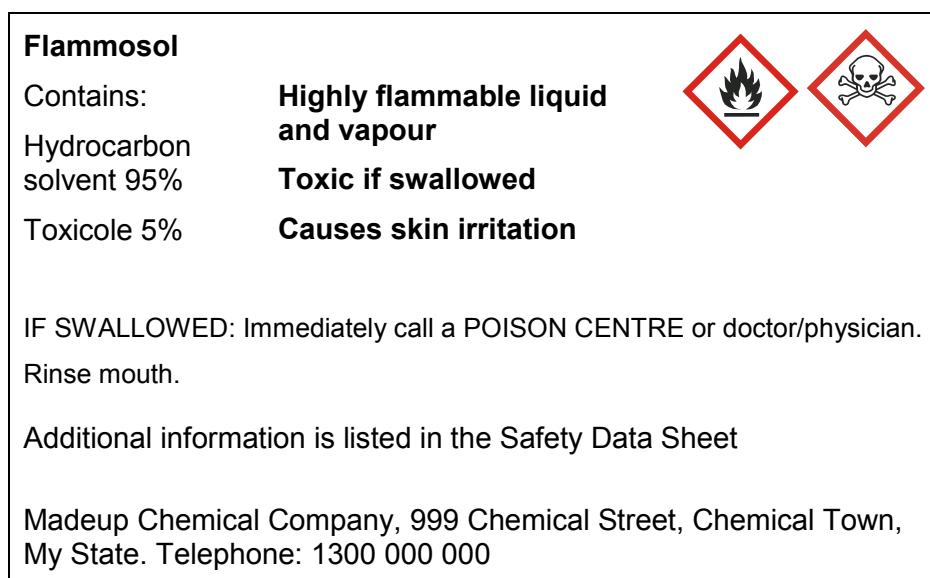 Flammosol
Contains:
Hydrocarbon
solvent 95%
Toxicole 5%
Highly flammable liquid
and vapour
Toxic if swallowed
Causes skin irritation
IF SWALLOWED: Immediately call a POISON CENTRE or doctor/physician.
Rinse mouth.
Additional information is listed in the Safety Data Sheet
Madeup Chemical Company, 999 Chemical Street, Chemical Town,
My State. Telephone: 1300 000 000